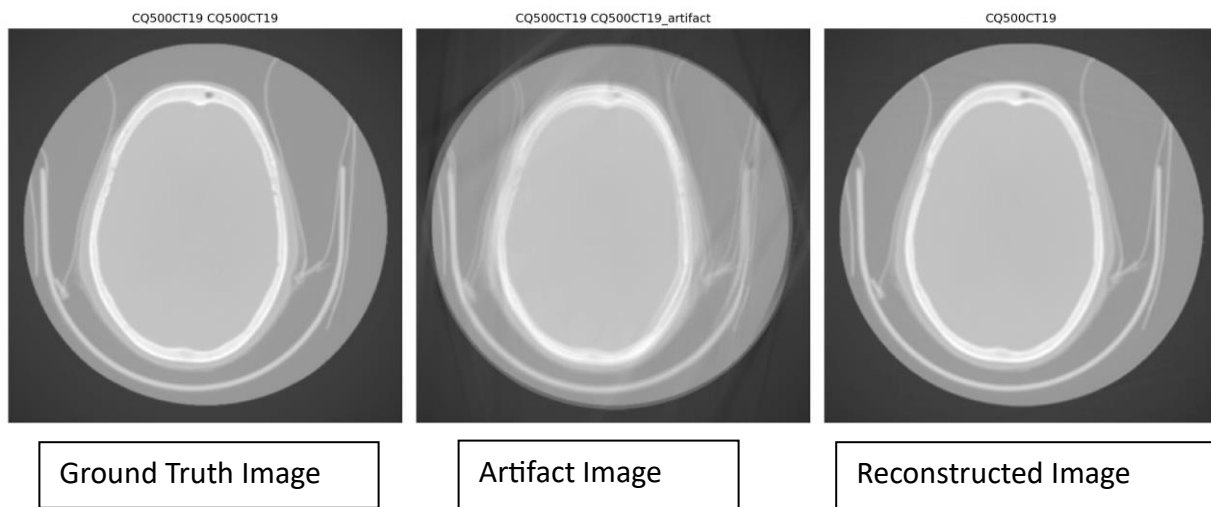 CQ500CT19 CQ500CT19
CQ500CT19 CQ500CT19_artifact
CQ500CT19
Ground Truth Image
Artifact Image
Reconstructed Image